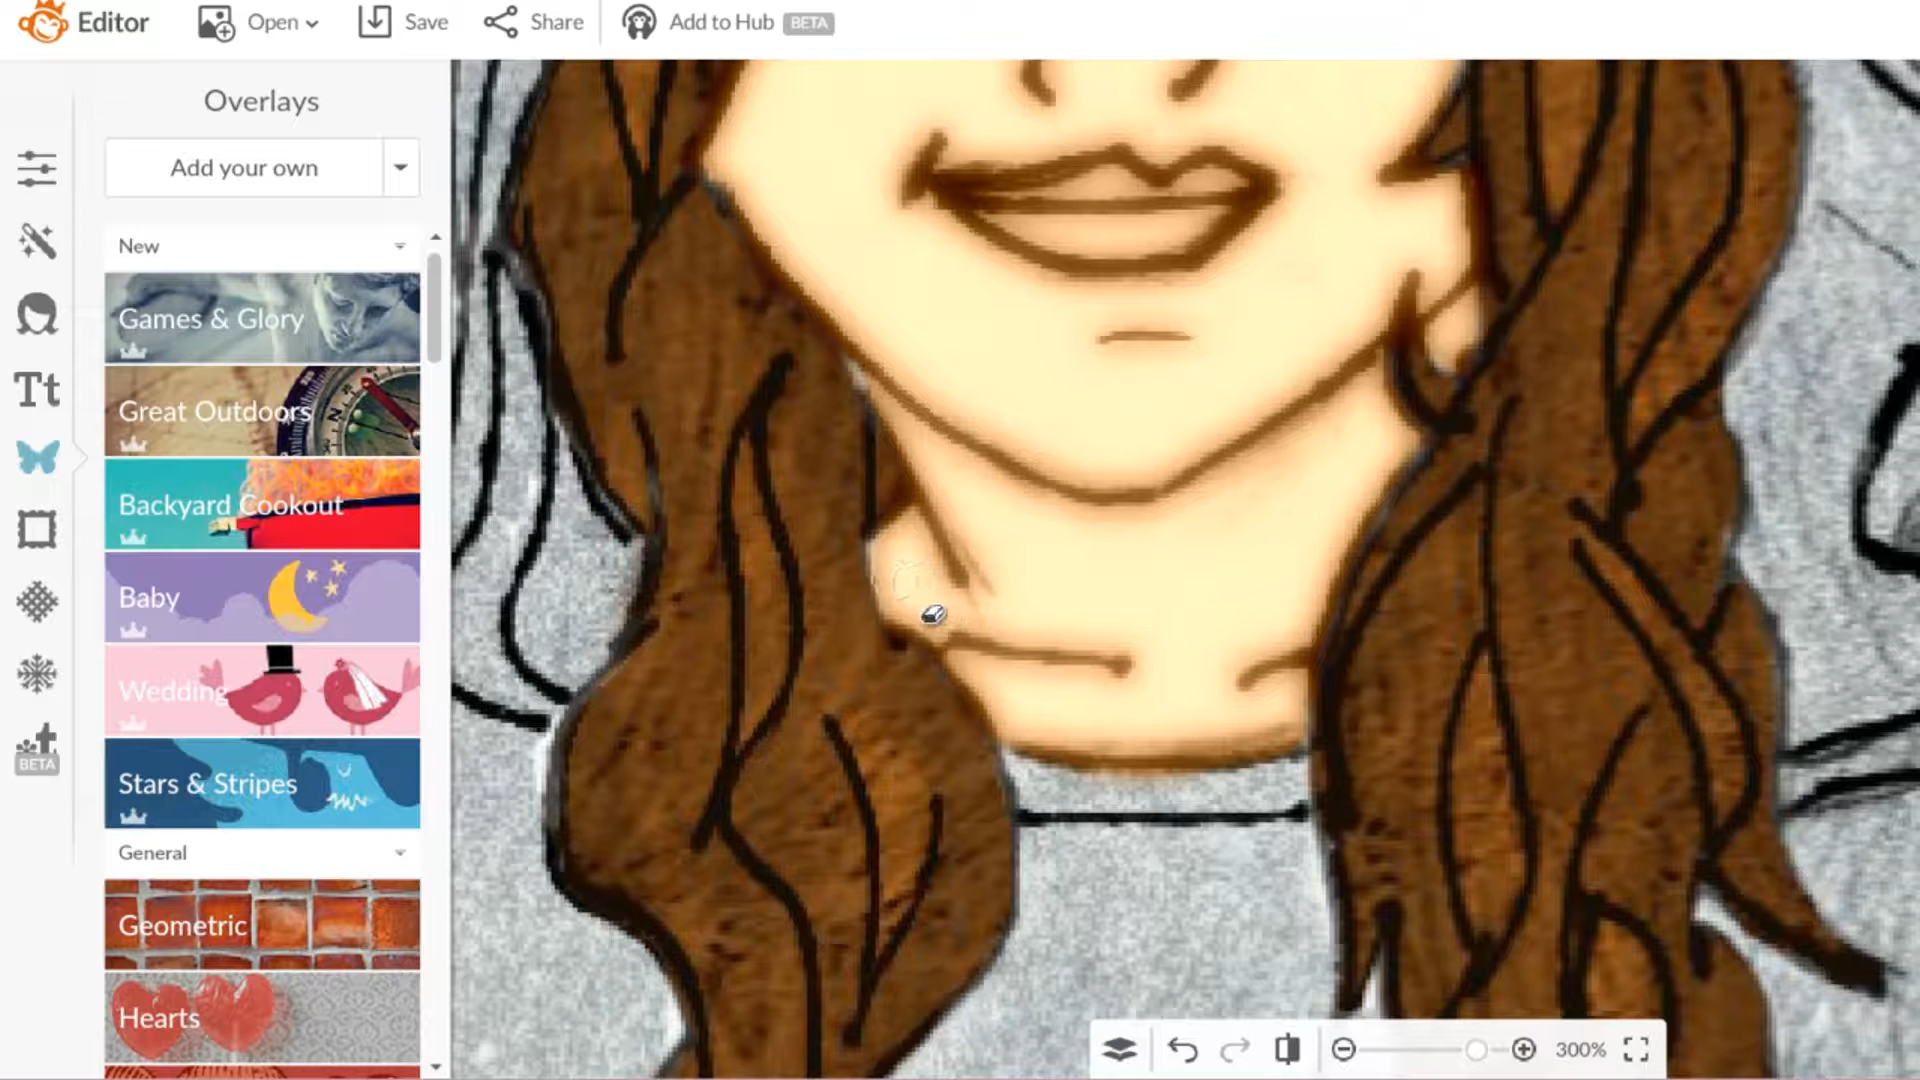 Editor Open Save Share Add to Hub BETA
Overlays
Add your own
New
Games & Glory
Great Outdoors
Backyard Cookout
Baby
Wedding
Stars & Stripes
General
Geometric
Hearts
Tt
BETA
300%